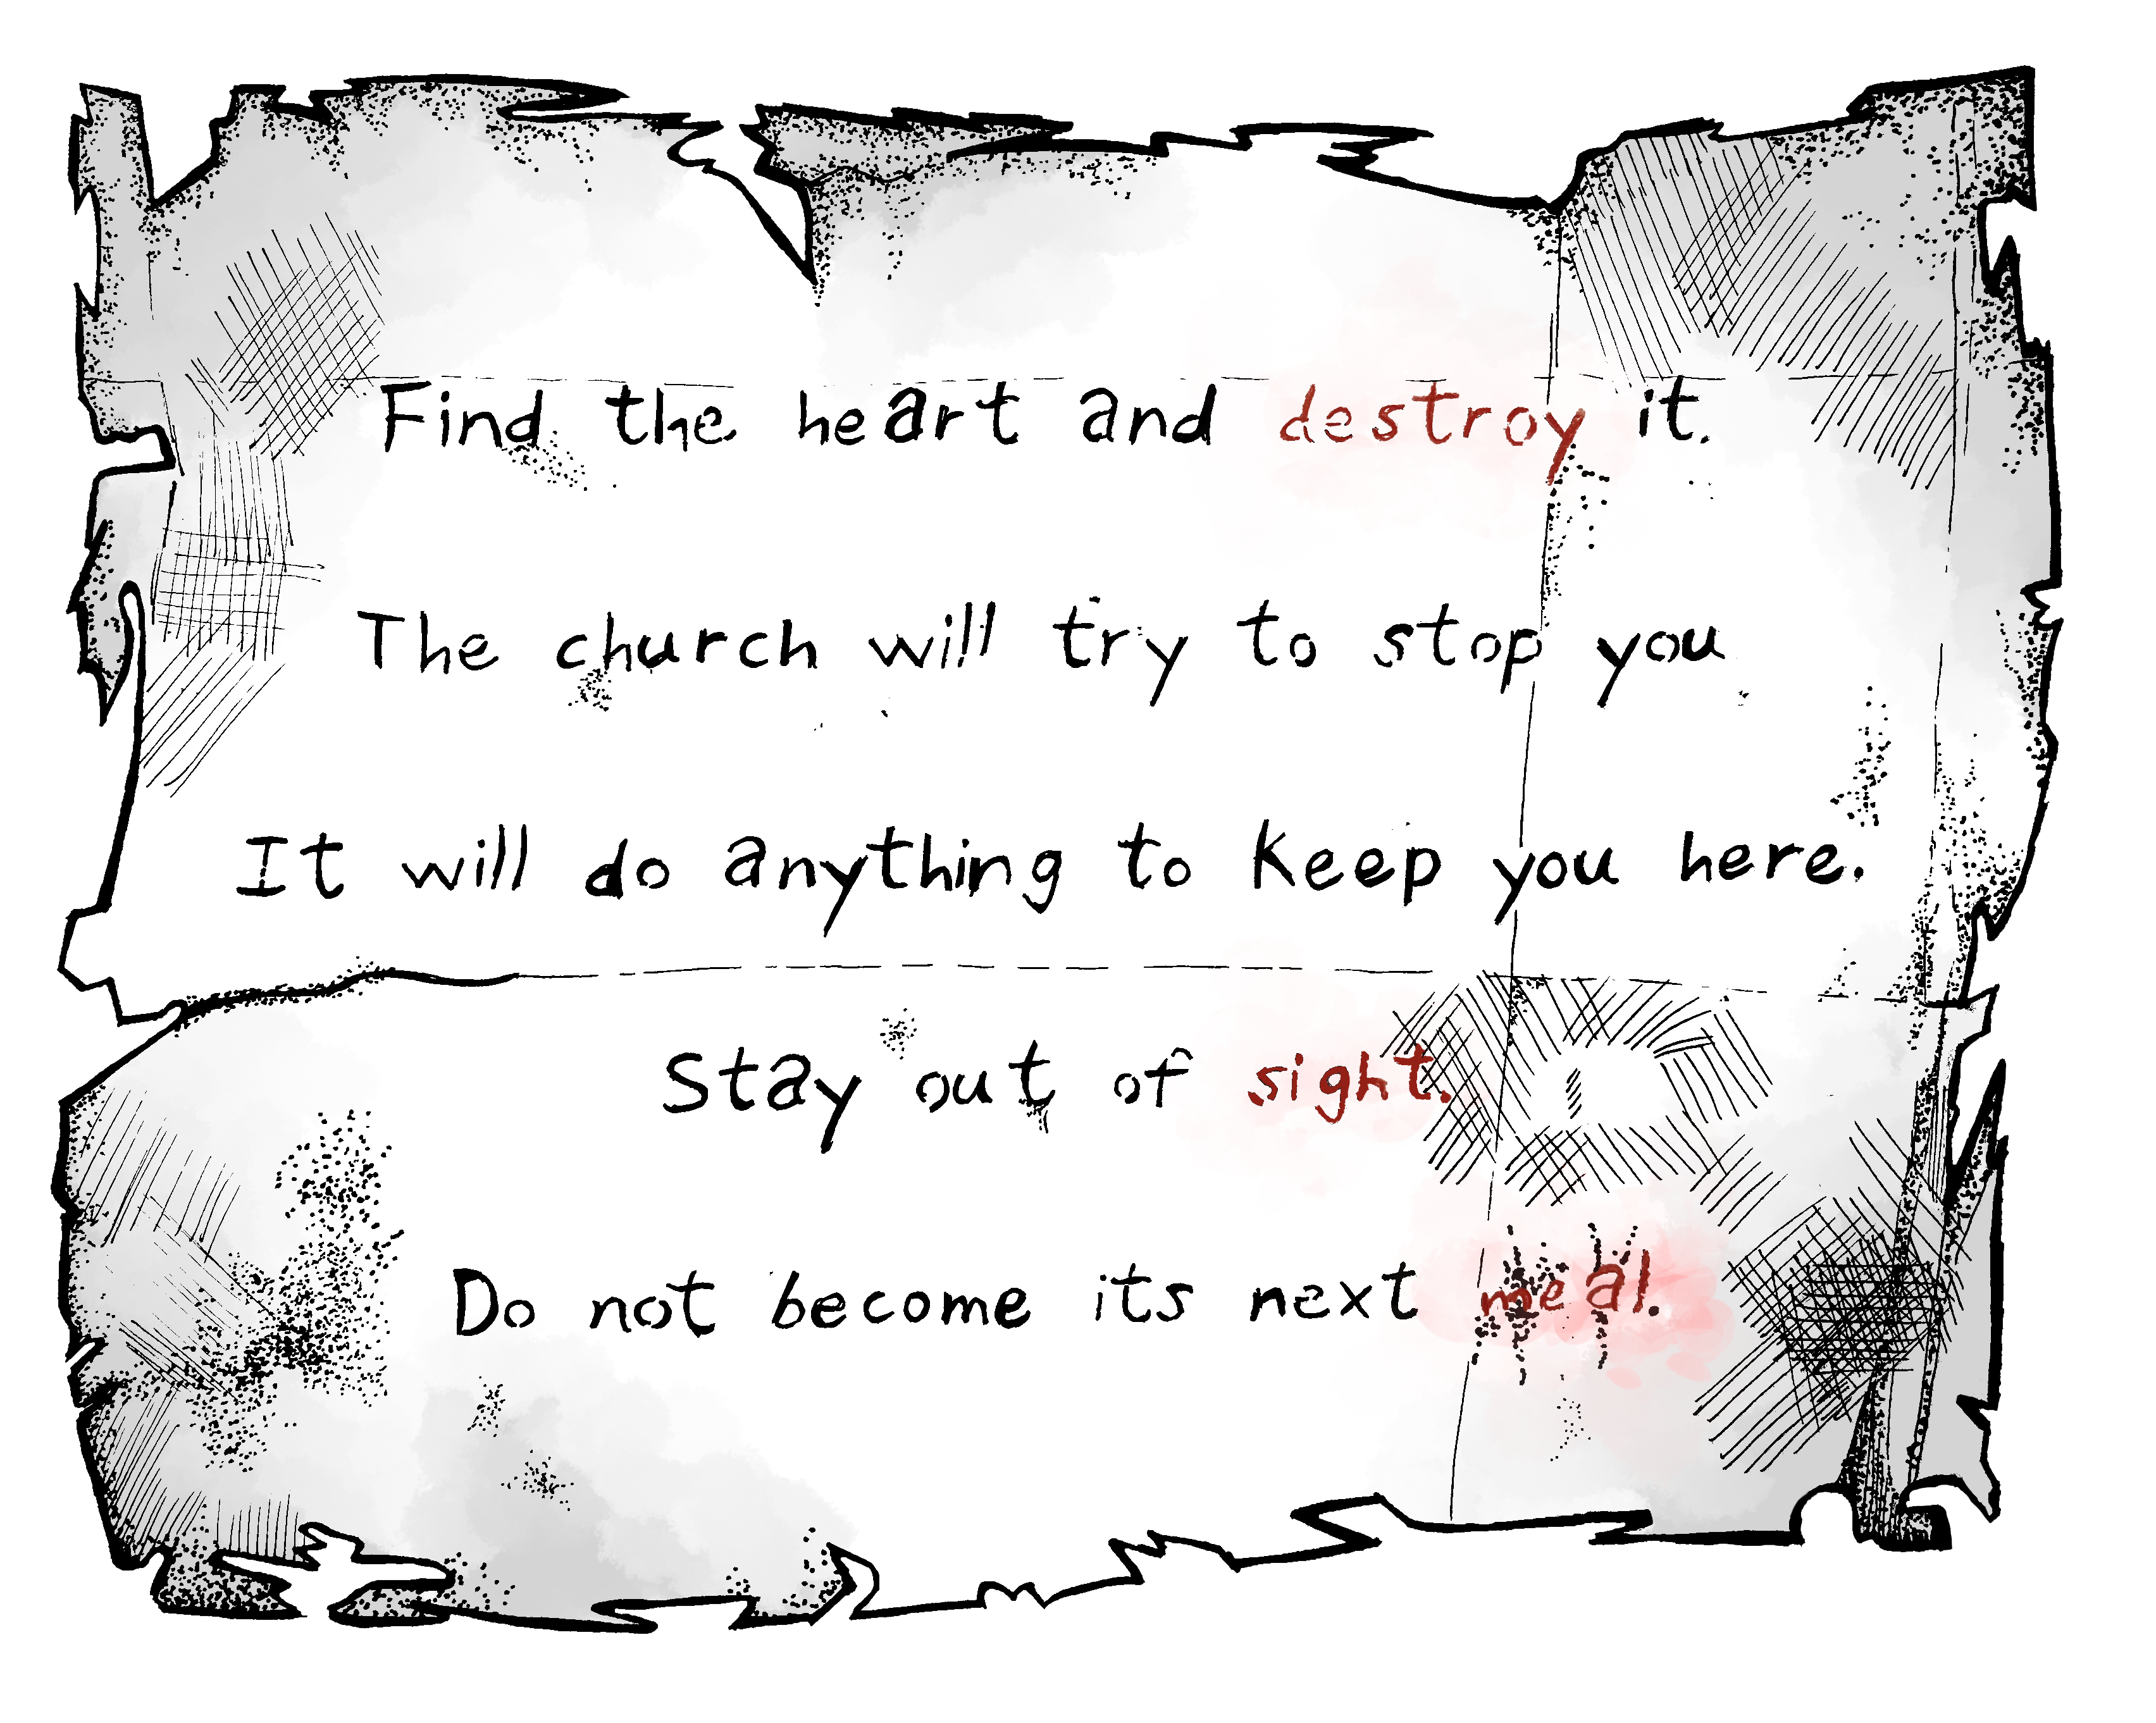 Find the heart and destroy it.
The church will try to stop you
It will do anything to keep you here.
Stay out of sight.
Do not become its next meal.